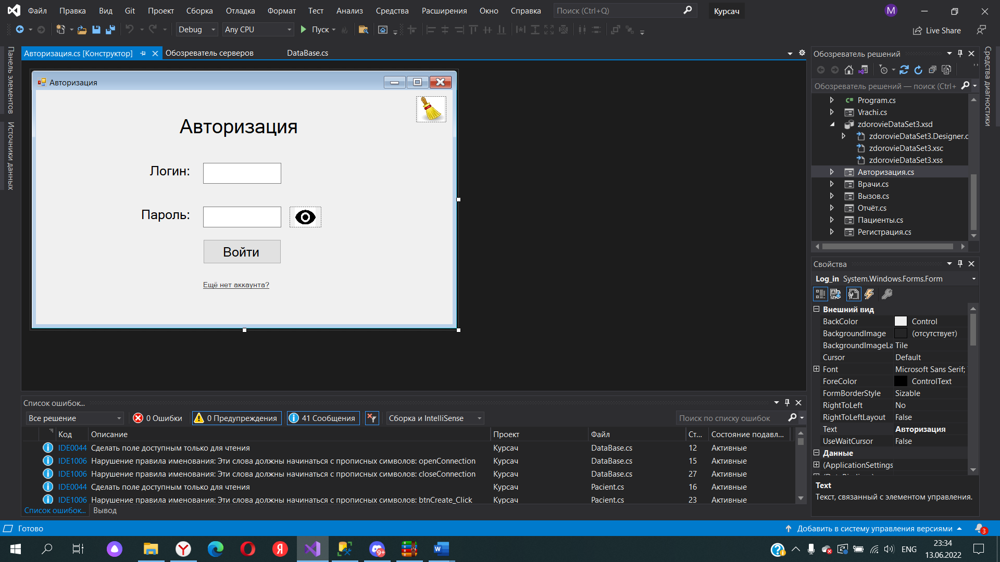 Файл Правка Вид Git Проект Сборка Отладка Формат Тест Анализ Средства Расширения Окно Справка Поиск (Ctrl+Q) Курсач M
Debug Any CPU Пуск Live Share
Панель элементов
Источники данных
Авторизация.cs [Конструктор] Обозреватель серверов DataBase.cs
Авторизация
Авторизация
Логин:
Пароль:
Войти
Ещё нет аккаунта?
Обозреватель решений
Обозреватель решений — поиск (Ctrl+
Program.cs
Vrachi.cs
zdorovieDataSet3.xsd
zdorovieDataSet3.Designer.c
zdorovieDataSet3.xsc
zdorovieDataSet3.xss
Авторизация.cs
Врачи.cs
Вызов.cs
Отчёт.cs
Пациенты.cs
Регистрация.cs
Средства диагностики
Свойства
Log_in System.Windows.Forms.Form
Внешний вид
BackColor Control
BackgroundImage (отсутствует)
BackgroundImageLa Tile
Cursor Default
Font Microsoft Sans Serif;
ForeColor ControlText
FormBorderStyle Sizable
RightToLeft No
RightToLeftLayout False
Text Авторизация
UseWaitCursor False
Данные
(ApplicationSettings
Text
Текст, связанный с элементом управления.
Список ошибок...
Все решение 0 Ошибки 0 Предупреждения 41 Сообщения Сборка и IntelliSense Поиск по списку ошибок
Код Описание Проект Файл Ст... Состояние подавл...
IDE0044 Сделать поле доступным только для чтения Курсач DataBase.cs 12 Активные
IDE1006 Нарушение правила именования: Эти слова должны начинаться с прописных символов: openConnection Курсач DataBase.cs 15 Активные
IDE1006 Нарушение правила именования: Эти слова должны начинаться с прописных символов: closeConnection Курсач DataBase.cs 27 Активные
IDE0044 Сделать поле доступным только для чтения Курсач Pacient.cs 16 Активные
IDE1006 Нарушение правила именования: Эти слова должны начинаться с прописных символов: btnCreate_Click Курсач Pacient.cs 23 Активные
Список ошибок... Вывод
Готово Добавить в систему управления версиями 3
9+ ENG 23:34
13.06.2022